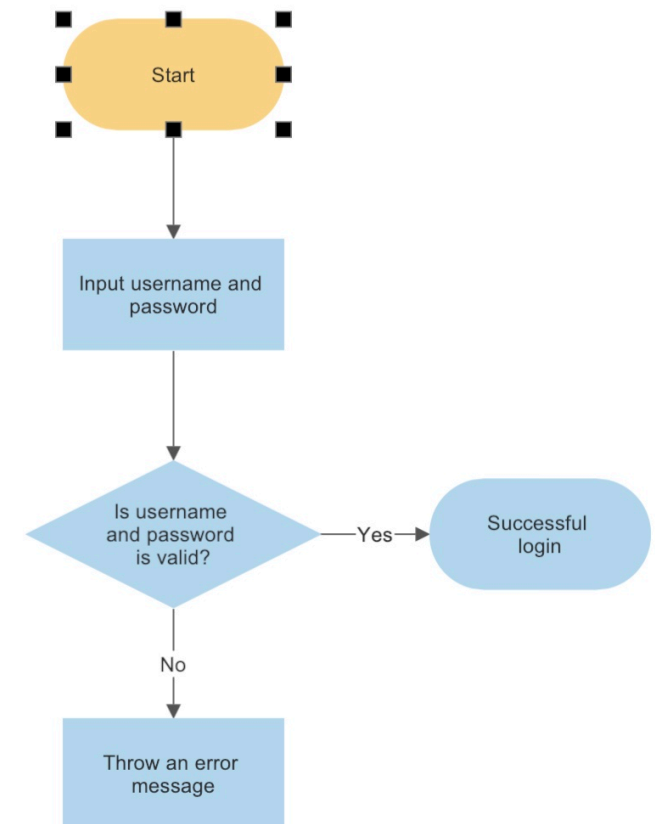 Start
Input username and
password
Is username
and password
is valid?
Yes
Successful
login
No
Throw an error
message